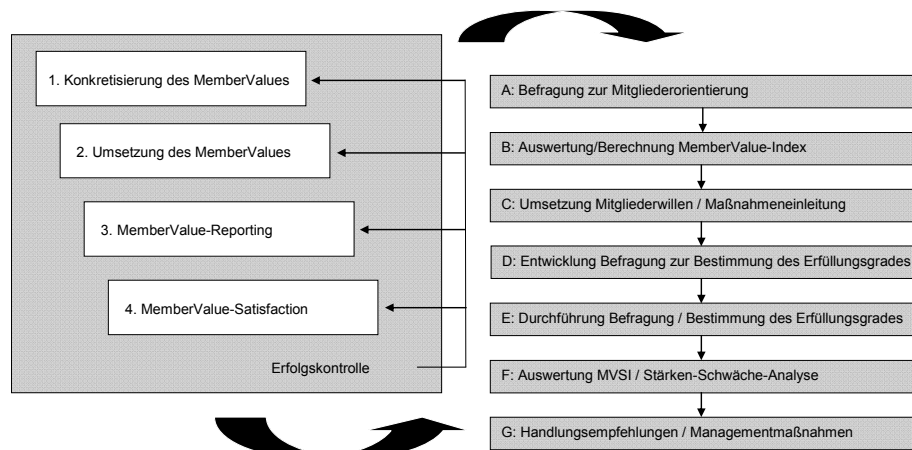 1. Konkretisierung des MemberValues
2. Umsetzung des MemberValues
3. MemberValue-Reporting
4. MemberValue-Satisfaction
Erfolgskontrolle
A: Befragung zur Mitgliederorientierung
B: Auswertung/Berechnung MemberValue-Index
C: Umsetzung Mitgliederwillen / Maßnahmeneinleitung
D: Entwicklung Befragung zur Bestimmung des Erfüllungsgrades
E: Durchführung Befragung / Bestimmung des Erfüllungsgrades
F: Auswertung MVSI / Stärken-Schwäche-Analyse
G: Handlungsempfehlungen / Managementmaßnahmen